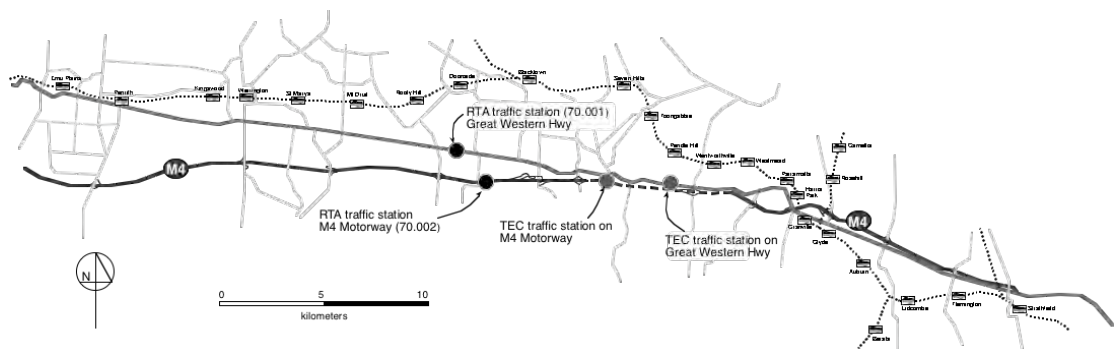 Emu Plains
Penrith
Kingswood
Werrington
St Marys
Mt Druitt
Rooty Hill
Doonside
Blacktown
Seven Hills
Toongabbie
Pendle Hill
Wentworthville
Westmead
Parramatta
Harris
Park
Camellia
Rosehill
Granville
Clyde
Auburn
Lidcombe
Flemington
Strathfield
Berala
RTA traffic station (70.001)
Great Western Hwy
M4
RTA traffic station
M4 Motorway (70.002)
TEC traffic station on
M4 Motorway
TEC traffic station on
Great Western Hwy
M4
N
0
5
10
kilometers